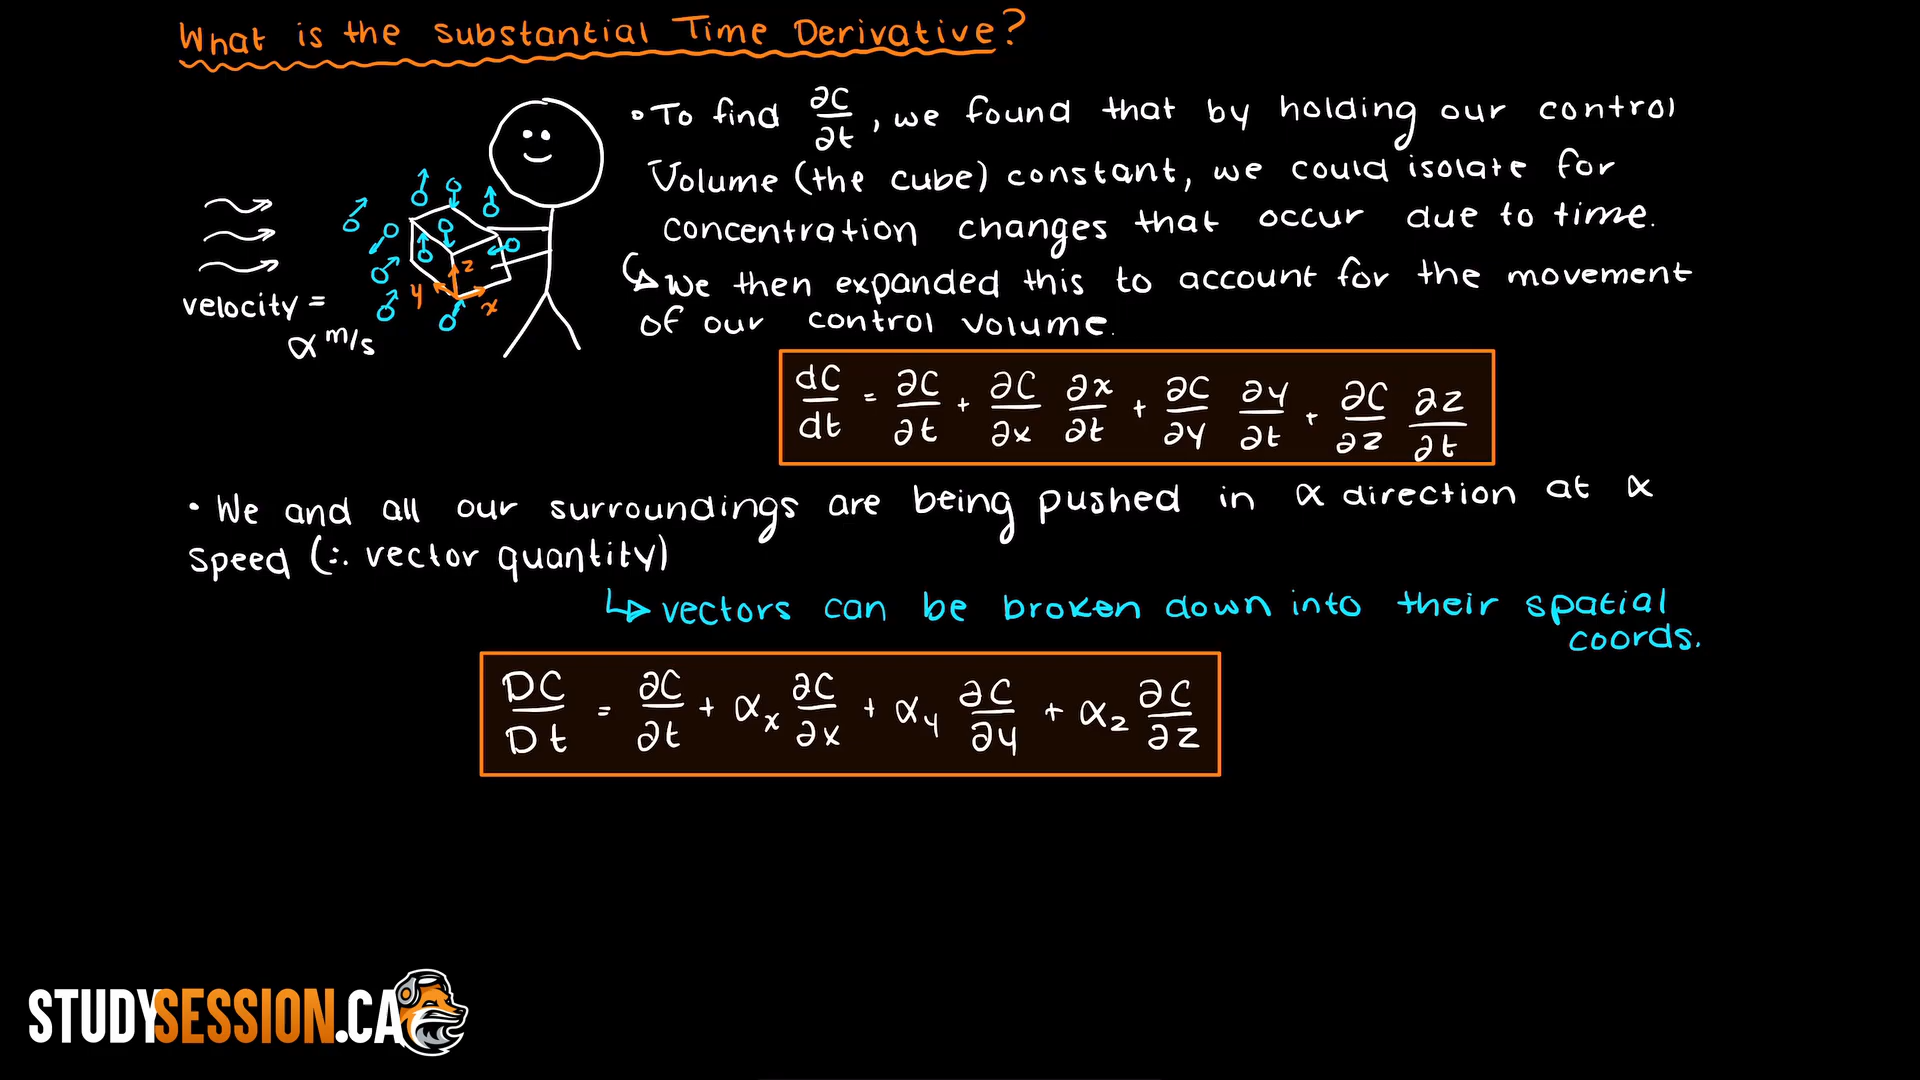 What is the substantial Time Derivative?
• To find ∂C/∂t, we found that by holding our control
Volume (the cube) constant, we could isolate for
concentration changes that occur due to time.
↳ we then expanded this to account for the movement
of our control volume.
velocity =
α m/s
z
y
x
dC/dt = ∂C/∂t + ∂C/∂x ∂x/∂t + ∂C/∂y ∂y/∂t + ∂C/∂z ∂z/∂t
• We and all our surroundings are being pushed in α direction at α
speed (∴ vector quantity)
↳ vectors can be broken down into their spatial
coords.
DC/Dt = ∂C/∂t + αx ∂C/∂x + αy ∂C/∂y + αz ∂C/∂z
STUDYSESSION.CA